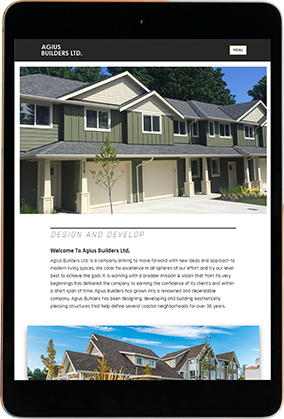 AGIUS
BUILDERS LTD.
MENU
DESIGN AND DEVELOP
Welcome To Agius Builders Ltd.
Agius Builders Ltd. is a company aiming to move forward with new ideas and approach to
modern living spaces. We cater for excellence in all spheres of our effort and try our level
best to achieve the goal. It is working with a broader mission & vision that from its very
beginnings has delivered the company to earning the confidence of its clients and within
a short span of time. Agius Builders has grown into a renowned and dependable
company. Agius Builders has been designing, developing and building aesthetically
pleasing structures that help define several coastal neighborhoods for over 30 years.